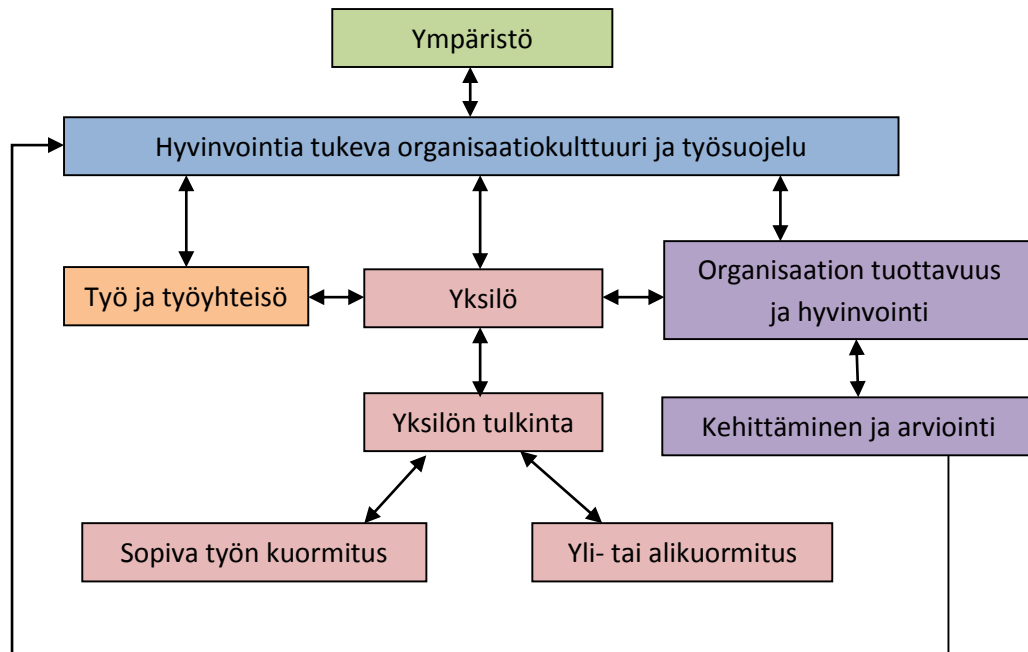 Ympäristö
Hyvinvointia tukeva organisaatiokulttuuri ja työsuojelu
Työ ja työyhteisö
Yksilö
Organisaation tuottavuus
ja hyvinvointi
Yksilön tulkinta
Kehittäminen ja arviointi
Sopiva työn kuormitus
Yli- tai alikuormitus